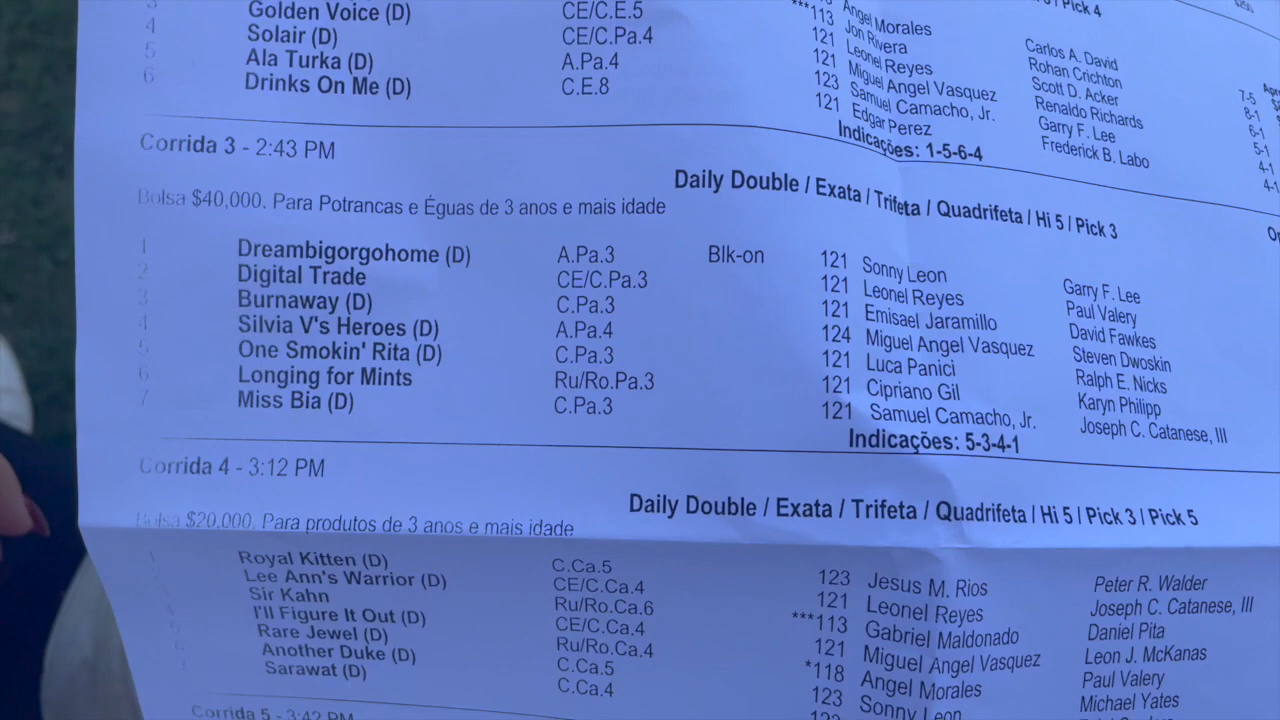 3 Golden Voice (D) CE/C.E.5 ***113 Angel Morales Carlos A. David 7-5
4 Solair (D) CE/C.Pa.4 121 Jon Rivera Rohan Crichton 8-1
5 Ala Turka (D) A.Pa.4 121 Leonel Reyes Scott D. Acker 6-1
6 Drinks On Me (D) C.E.8 123 Miguel Angel Vasquez Renaldo Richards 5-1
121 Samuel Camacho, Jr. Garry F. Lee 4-1
Edgar Perez Frederick B. Labo 4-1
Pick 4
Indicações: 1-5-6-4
Corrida 3 - 2:43 PM
Daily Double / Exata / Trifeta / Quadrifeta / Hi 5 / Pick 3
Bolsa $40,000. Para Potrancas e Éguas de 3 anos e mais idade
1 Dreambigorgohome (D) A.Pa.3 Blk-on 121 Sonny Leon Garry F. Lee
2 Digital Trade CE/C.Pa.3 121 Leonel Reyes Paul Valery
3 Burnaway (D) C.Pa.3 121 Emisael Jaramillo David Fawkes
4 Silvia V's Heroes (D) A.Pa.4 124 Miguel Angel Vasquez Steven Dwoskin
5 One Smokin' Rita (D) C.Pa.3 121 Luca Panici Ralph E. Nicks
6 Longing for Mints Ru/Ro.Pa.3 121 Cipriano Gil Karyn Philipp
7 Miss Bia (D) C.Pa.3 121 Samuel Camacho, Jr. Joseph C. Catanese, III
Indicações: 5-3-4-1
Corrida 4 - 3:12 PM
Daily Double / Exata / Trifeta / Quadrifeta / Hi 5 / Pick 3 / Pick 5
Bolsa $20,000. Para produtos de 3 anos e mais idade
Royal Kitten (D) C.Ca.5 123 Jesus M. Rios Peter R. Walder
Lee Ann's Warrior (D) CE/C.Ca.4 121 Leonel Reyes Joseph C. Catanese, III
Sir Kahn Ru/Ro.Ca.6 ***113 Gabriel Maldonado Daniel Pita
I'll Figure It Out (D) CE/C.Ca.4 121 Miguel Angel Vasquez Leon J. McKanas
Rare Jewel (D) Ru/Ro.Ca.4 *118 Angel Morales Paul Valery
Another Duke (D) C.Ca.5 123 Sonny Leon Michael Yates
Sarawat (D) C.Ca.4
Corrida 5 - 3:42 PM